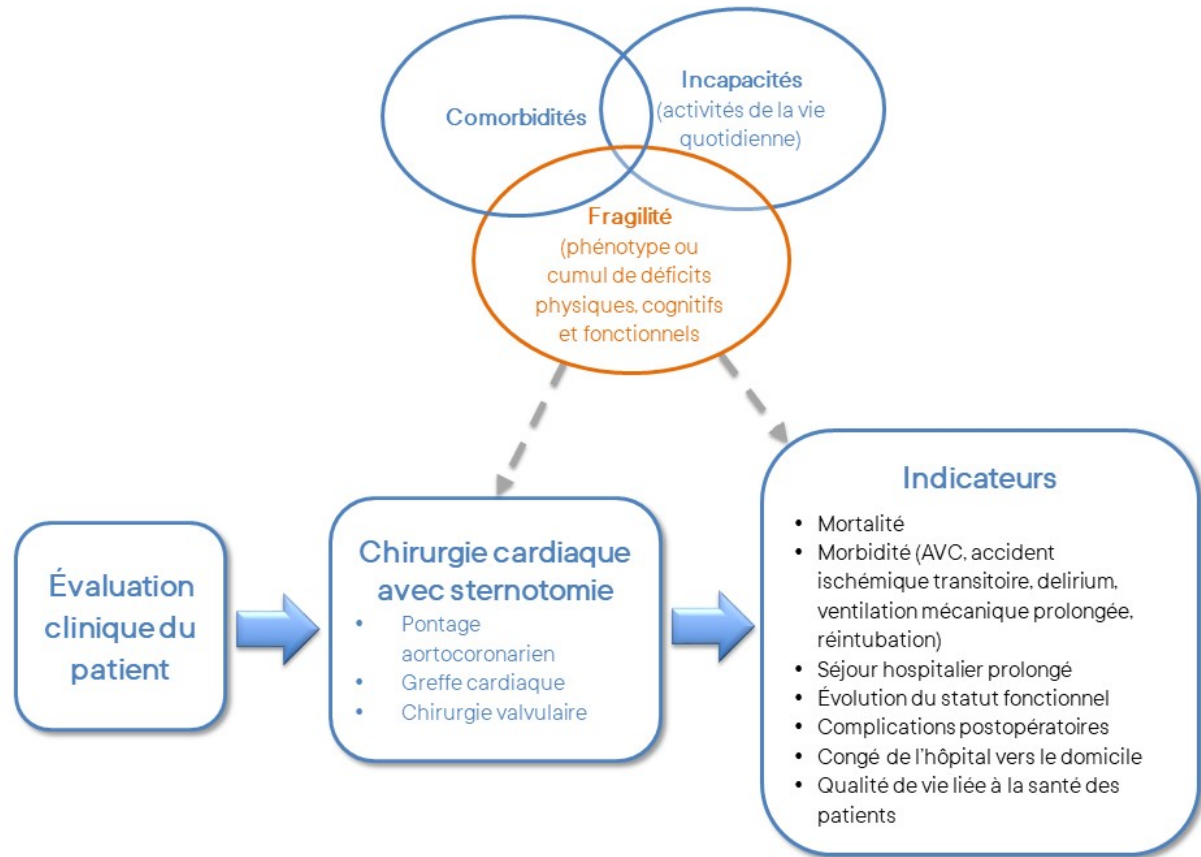 Comorbidités
Incapacités
(activités de la vie
quotidienne)
Fragilité
(phénotype ou
cumul de déficits
physiques, cognitifs
et fonctionnels
Évaluation
clinique du
patient
Chirurgie cardiaque
avec sternotomie
• Pontage
aortocoronarien
• Greffe cardiaque
• Chirurgie valvulaire
Indicateurs
• Mortalité
• Morbidité (AVC, accident
ischémique transitoire, delirium,
ventilation mécanique prolongée,
réintubation)
• Séjour hospitalier prolongé
• Évolution du statut fonctionnel
• Complications postopératoires
• Congé de l'hôpital vers le domicile
• Qualité de vie liée à la santé des
patients